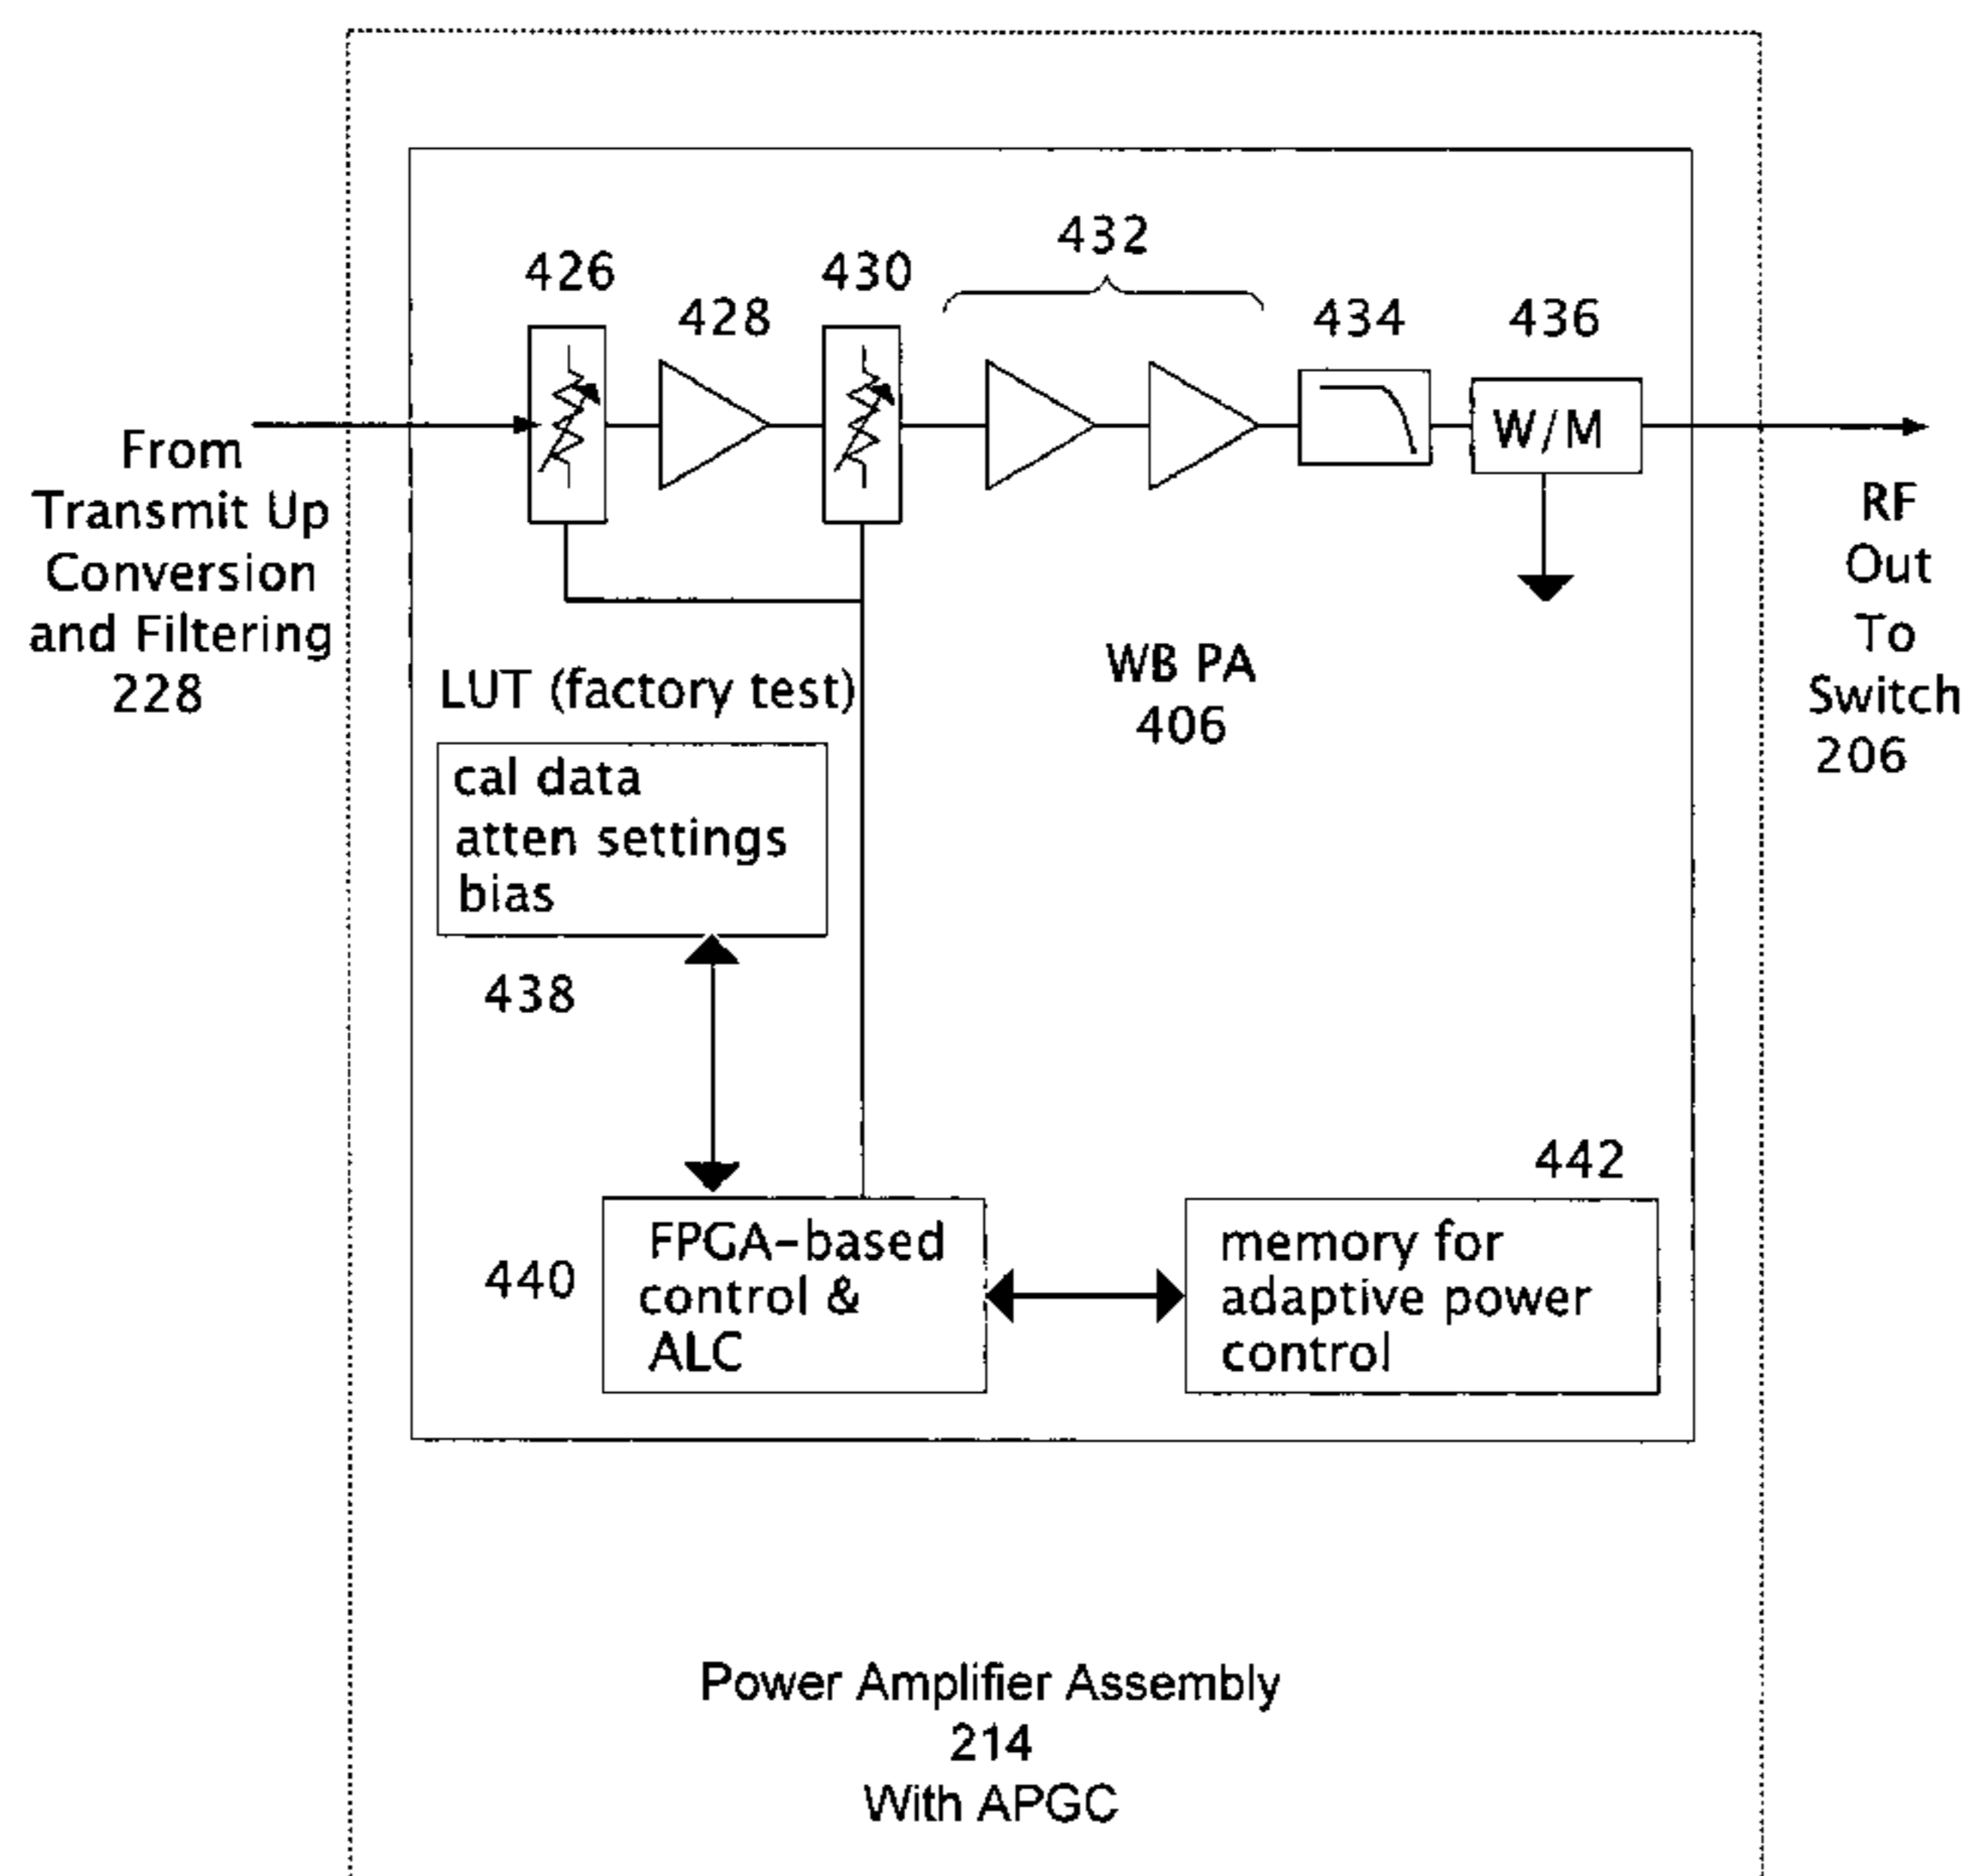 432
426
430
428
434
436
W/M
From
Transmit Up
Conversion
and Filtering
228
RF
Out
To
Switch
206
LUT (factory test)
WB PA
406
cal data
atten settings
bias
438
442
440
FPGA-based
control &
ALC
memory for
adaptive power
control
Power Amplifier Assembly
214
With APGC